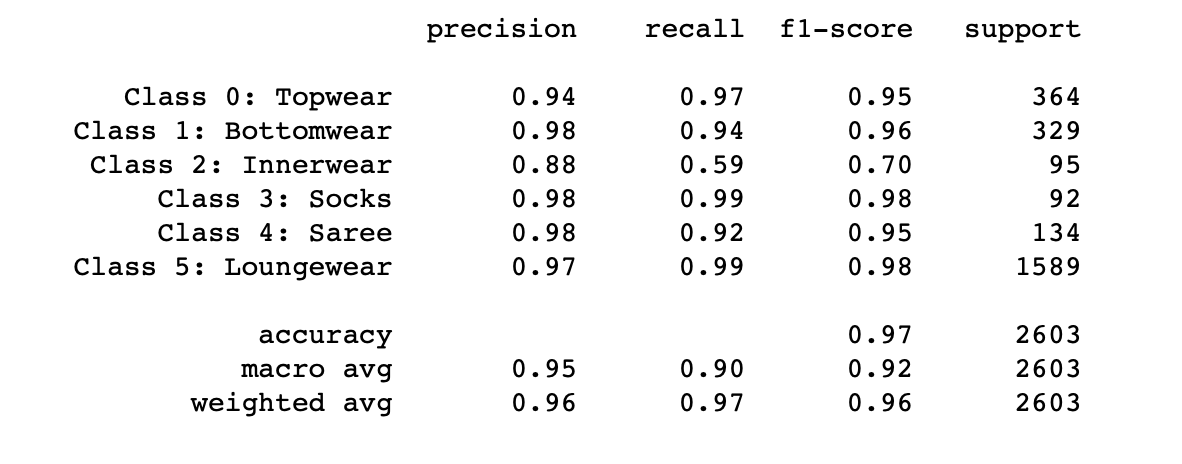 precision recall f1-score support
Class 0: Topwear 0.94 0.97 0.95 364
Class 1: Bottomwear 0.98 0.94 0.96 329
Class 2: Innerwear 0.88 0.59 0.70 95
Class 3: Socks 0.98 0.99 0.98 92
Class 4: Saree 0.98 0.92 0.95 134
Class 5: Loungewear 0.97 0.99 0.98 1589
accuracy 0.97 2603
macro avg 0.95 0.90 0.92 2603
weighted avg 0.96 0.97 0.96 2603